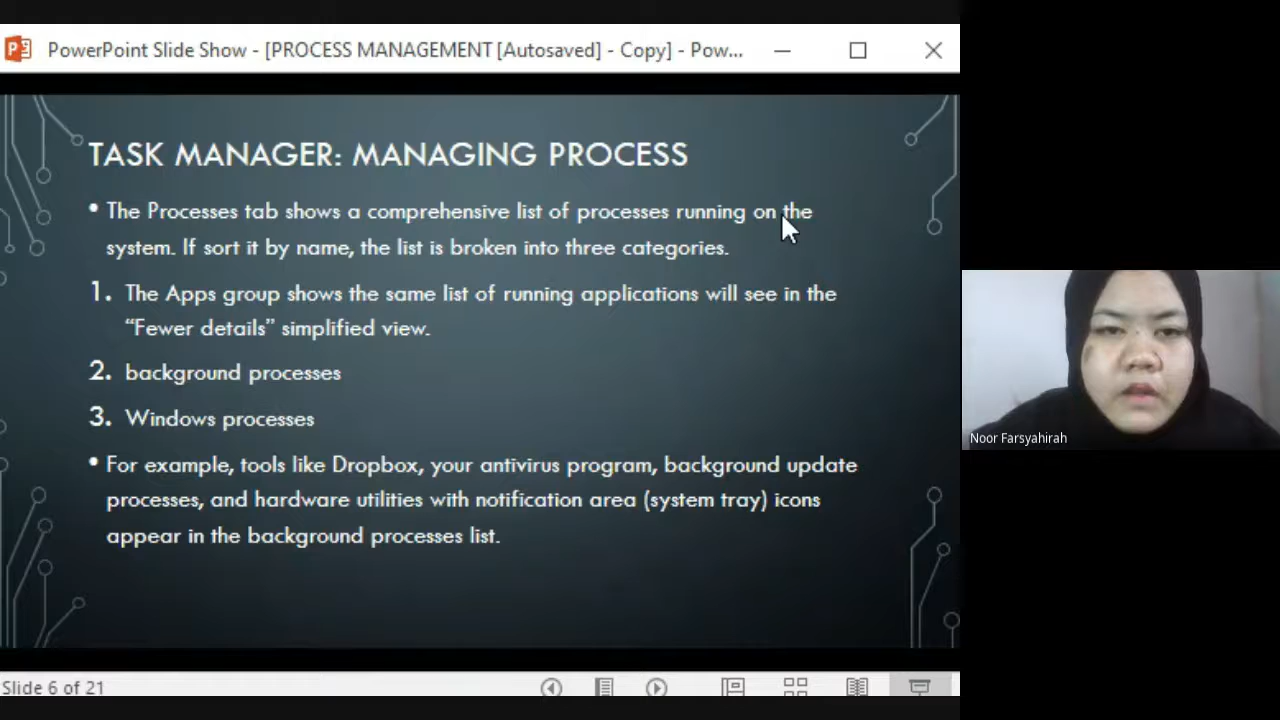 PowerPoint Slide Show - [PROCESS MANAGEMENT [Autosaved] - Copy] - Pow...
TASK MANAGER: MANAGING PROCESS
• The Processes tab shows a comprehensive list of processes running on the
system. If sort it by name, the list is broken into three categories.
1. The Apps group shows the same list of running applications will see in the
“Fewer details” simplified view.
2. background processes
3. Windows processes
• For example, tools like Dropbox, your antivirus program, background update
processes, and hardware utilities with notification area (system tray) icons
appear in the background processes list.
Slide 6 of 21
Noor Farsyahirah